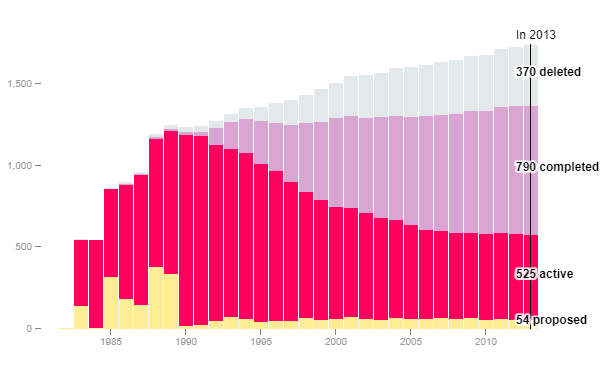 In 2013
370 deleted
1,500
790 completed
1,000
500
525 active
54 proposed
0
1985 1990 1995 2000 2005 2010